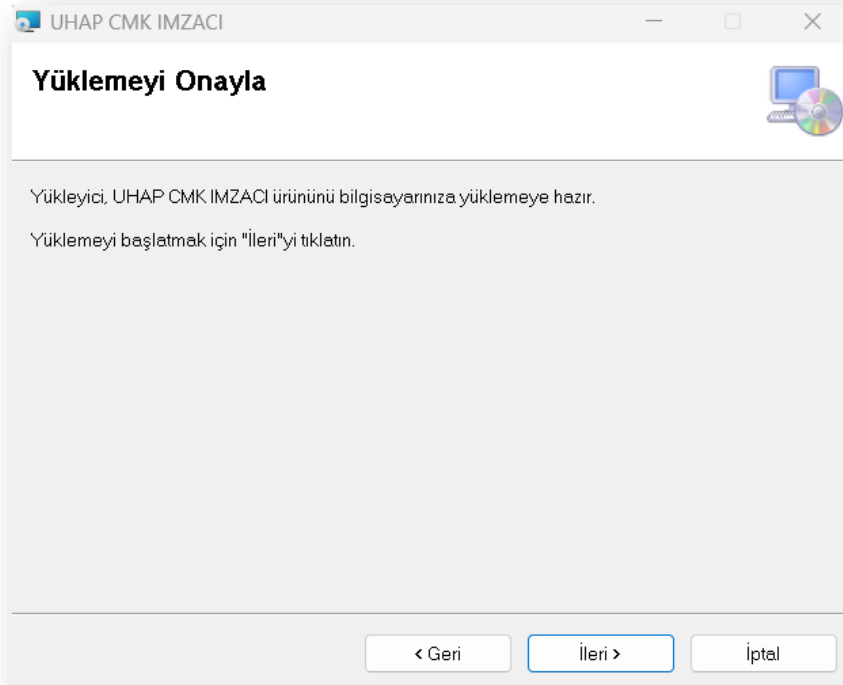 UHAP CMK IMZACI
Yüklemeyi Onayla
Yükleyici, UHAP CMK IMZACI ürününü bilgisayarınıza yüklemeye hazır.
Yüklemeyi başlatmak için "İleri"yi tıklatın.
< Geri
İleri >
İptal